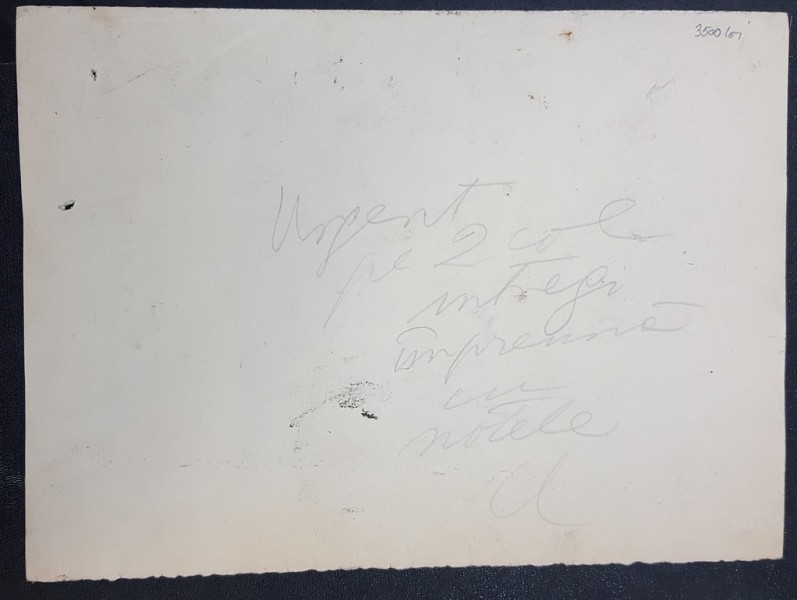 3500 lei
Urgent
pe 2 col
întregi
împreună
cu
notele